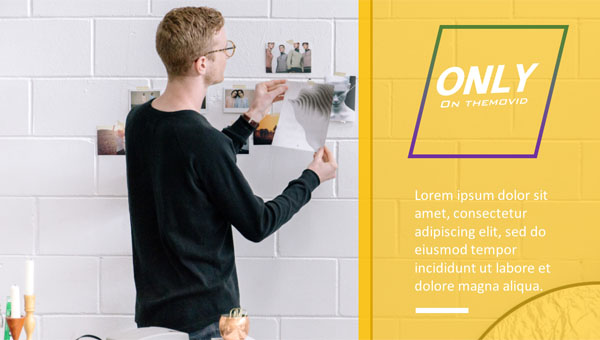 ONLY
ON THEMOVID
Lorem ipsum dolor sit
amet, consectetur
adipiscing elit, sed do
eiusmod tempor
incididunt ut labore et
dolore magna aliqua.